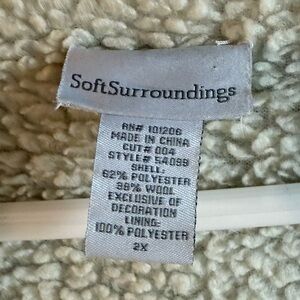 SoftSurroundings
RN# 101206
MADE IN CHINA
CUT# 004
STYLE# 54099
SHELL:
62% POLYESTER
38% WOOL
EXCLUSIVE OF
DECORATION
LINING:
100% POLYESTER
2X